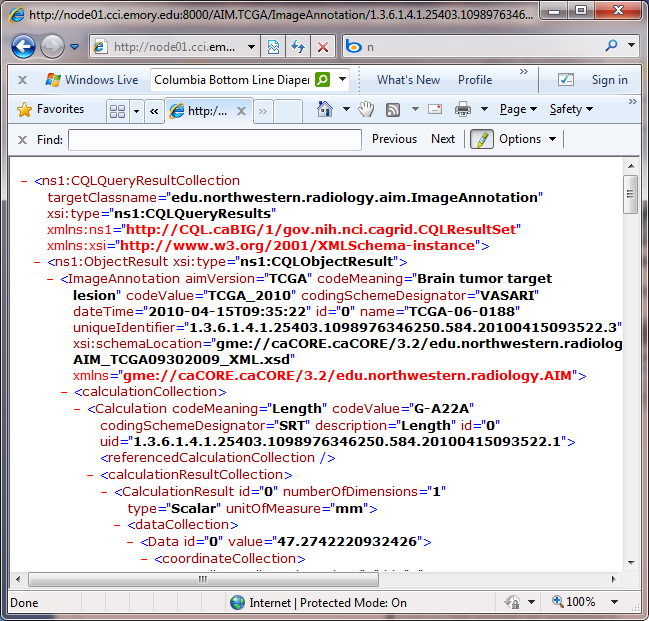 http://node01.cci.emory.edu:8000/AIM.TCGA/ImageAnnotation/1.3.6.1.4.1.25403.1098976346...
http://node01.cci.emory.edu... n
Windows Live Columbia Bottom Line Diaper What's New Profile » Sign in
Favorites « http:/... » Page Safety »
Find: Previous Next Options
− <ns1:CQLQueryResultCollection
targetClassname="edu.northwestern.radiology.aim.ImageAnnotation"
xsi:type="ns1:CQLQueryResults"
xmlns:ns1="http://CQL.caBIG/1/gov.nih.nci.cagrid.CQLResultSet"
xmlns:xsi="http://www.w3.org/2001/XMLSchema-instance">
− <ns1:ObjectResult xsi:type="ns1:CQLObjectResult">
− <ImageAnnotation aimVersion="TCGA" codeMeaning="Brain tumor target
lesion" codeValue="TCGA_2010" codingSchemeDesignator="VASARI"
dateTime="2010-04-15T09:35:22" id="0" name="TCGA-06-0188"
uniqueIdentifier="1.3.6.1.4.1.25403.1098976346250.584.20100415093522.3"
xsi:schemaLocation="gme://caCORE.caCORE/3.2/edu.northwestern.radiolog
AIM_TCGA09302009_XML.xsd"
xmlns="gme://caCORE.caCORE/3.2/edu.northwestern.radiology.AIM">
− <calculationCollection>
− <Calculation codeMeaning="Length" codeValue="G-A22A"
codingSchemeDesignator="SRT" description="Length" id="0"
uid="1.3.6.1.4.1.25403.1098976346250.584.20100415093522.1">
<referencedCalculationCollection />
− <calculationResultCollection>
− <CalculationResult id="0" numberOfDimensions="1"
type="Scalar" unitOfMeasure="mm">
− <dataCollection>
− <Data id="0" value="47.2742220932426">
− <coordinateCollection>
Done Internet | Protected Mode: On 100%